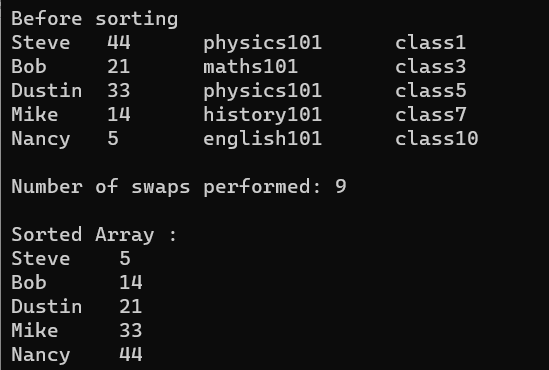 Before sorting
Steve   44      physics101      class1
Bob     21      maths101        class3
Dustin  33      physics101      class5
Mike    14      history101      class7
Nancy   5       english101      class10

Number of swaps performed: 9

Sorted Array :
Steve    5
Bob      14
Dustin   21
Mike     33
Nancy    44